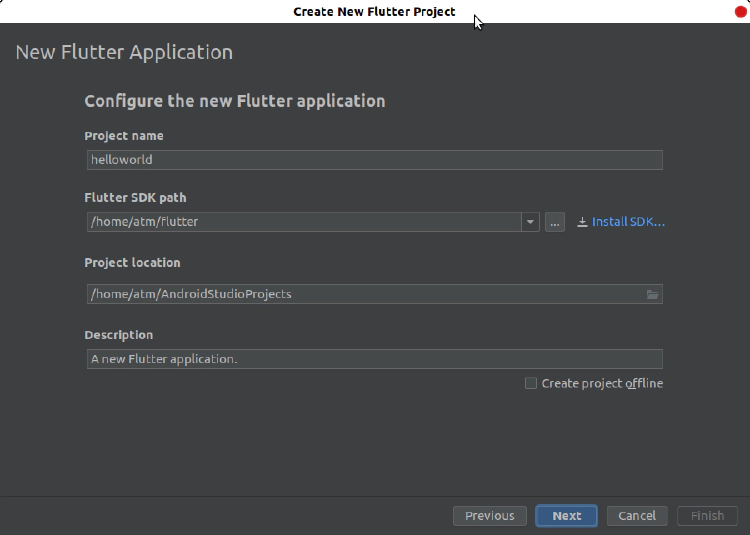 Create New Flutter Project
New Flutter Application
Configure the new Flutter application
Project name
helloworld
Flutter SDK path
/home/atm/flutter
...
Install SDK...
Project location
/home/atm/AndroidStudioProjects
Description
A new Flutter application.
Create project offline
Previous
Next
Cancel
Finish